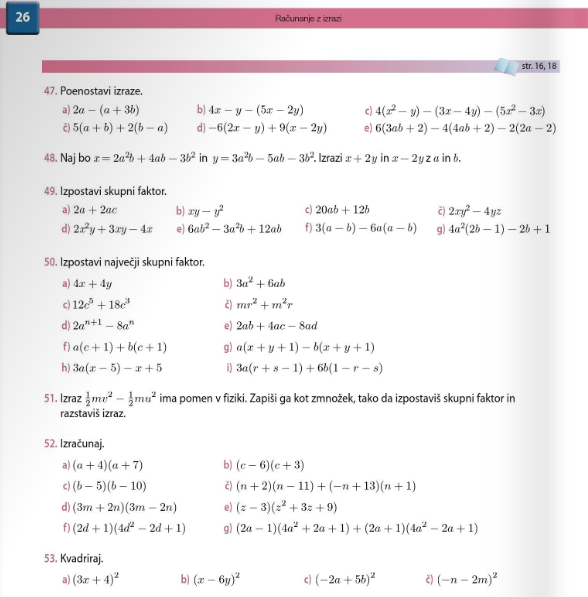 26
Računanje z izrazi
str. 16, 18
47. Poenostavi izraze.
a) 2a − (a + 3b) b) 4x − y − (5x − 2y) c) 4(x² − y) − (3x − 4y) − (5x² − 3x)
č) 5(a + b) + 2(b − a) d) −6(2x − y) + 9(x − 2y) e) 6(3ab + 2) − 4(4ab + 2) − 2(2a − 2)
48. Naj bo x = 2a²b + 4ab − 3b² in y = 3a²b − 5ab − 3b². Izrazi x + 2y in x − 2y z a in b.
49. Izpostavi skupni faktor.
a) 2a + 2ac b) xy − y² c) 20ab + 12b č) 2xy² − 4yz
d) 2x²y + 3xy − 4x e) 6ab² − 3a²b + 12ab f) 3(a − b) − 6a(a − b) g) 4a²(2b − 1) − 2b + 1
50. Izpostavi največji skupni faktor.
a) 4x + 4y b) 3a² + 6ab
c) 12c⁵ + 18c³ č) mr² + m²r
d) 2aⁿ⁺¹ − 8aⁿ e) 2ab + 4ac − 8ad
f) a(c + 1) + b(c + 1) g) a(x + y + 1) − b(x + y + 1)
h) 3a(x − 5) − x + 5 i) 3a(r + s − 1) + 6b(1 − r − s)
51. Izraz ½mv² − ½mu² ima pomen v fiziki. Zapiši ga kot zmnožek, tako da izpostaviš skupni faktor in
razstaviš izraz.
52. Izračunaj.
a) (a + 4)(a + 7) b) (c − 6)(c + 3)
c) (b − 5)(b − 10) č) (n + 2)(n − 11) + (−n + 13)(n + 1)
d) (3m + 2n)(3m − 2n) e) (z − 3)(z² + 3z + 9)
f) (2d + 1)(4d² − 2d + 1) g) (2a − 1)(4a² + 2a + 1) + (2a + 1)(4a² − 2a + 1)
53. Kvadriraj.
a) (3x + 4)² b) (x − 6y)² c) (−2a + 5b)² č) (−n − 2m)²